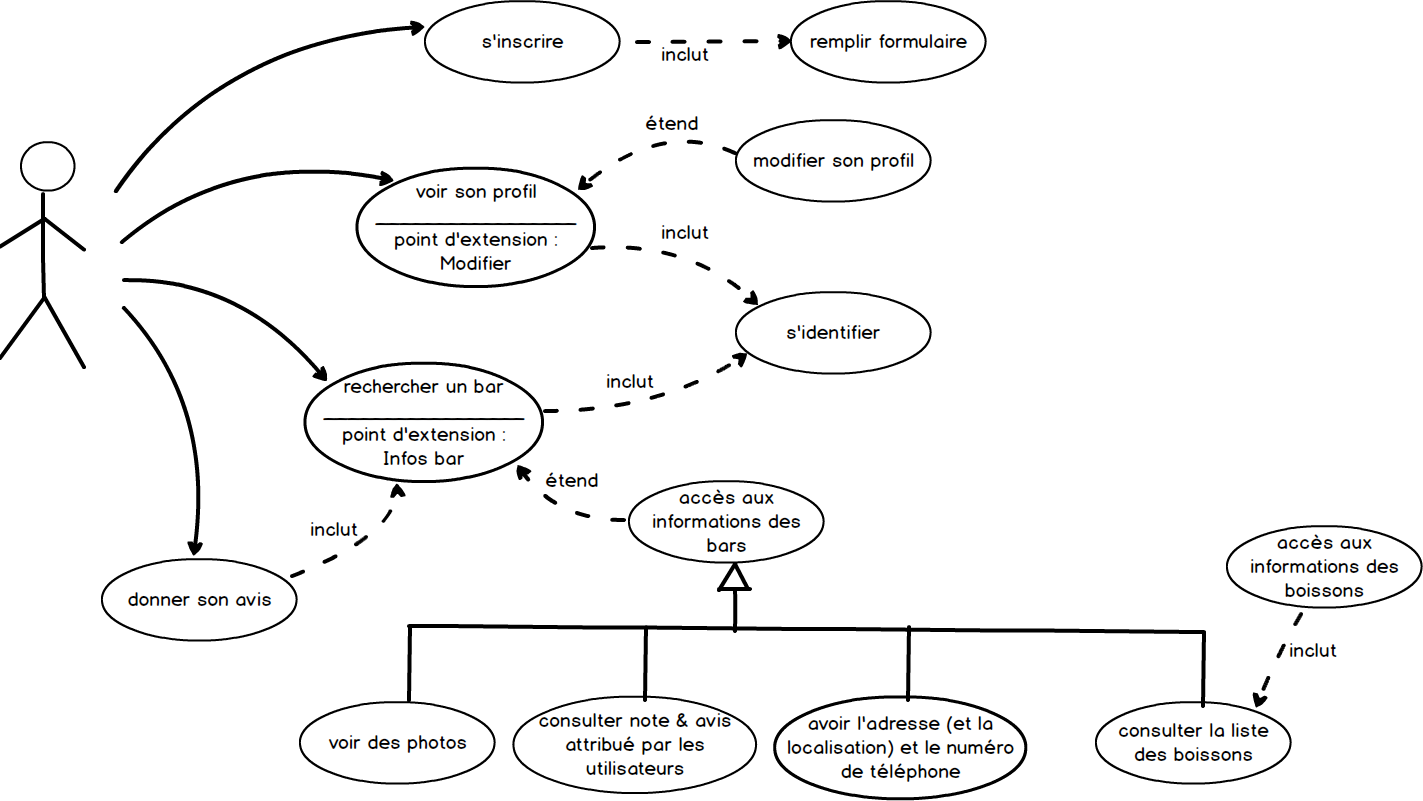 s'inscrire
inclut
remplir formulaire
étend
modifier son profil
voir son profil
point d'extension :
Modifier
inclut
s'identifier
rechercher un bar
point d'extension :
Infos bar
inclut
étend
accès aux
informations des
bars
inclut
donner son avis
accès aux
informations des
boissons
inclut
voir des photos
consulter note & avis
attribué par les
utilisateurs
avoir l'adresse (et la
localisation) et le numéro
de téléphone
consulter la liste
des boissons